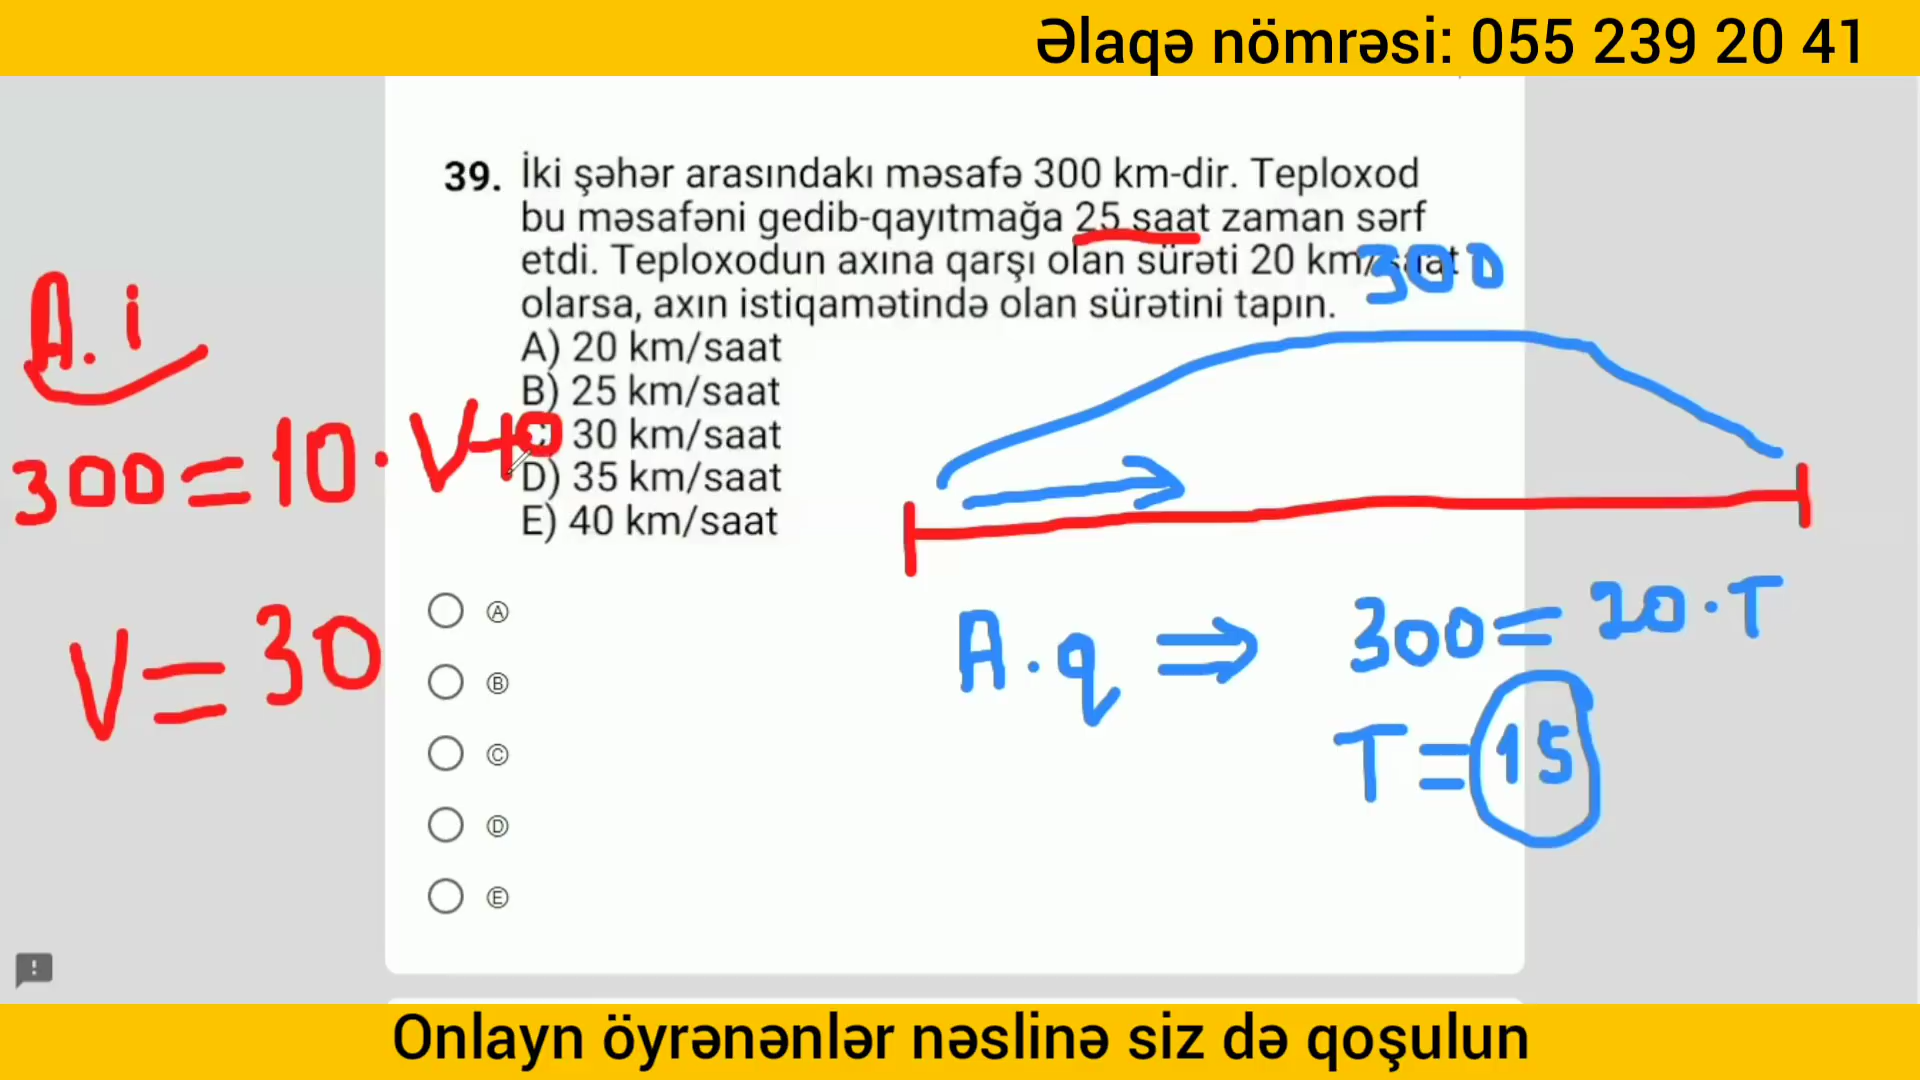 Əlaqə nömrəsi: 055 239 20 41
39. İki şəhər arasındakı məsafə 300 km-dir. Teploxod
bu məsafəni gedib-qayıtmağa 25 saat zaman sərf
etdi. Teploxodun axına qarşı olan sürəti 20 km/saat
olarsa, axın istiqamətində olan sürətini tapın.
A) 20 km/saat
B) 25 km/saat
C) 30 km/saat
D) 35 km/saat
E) 40 km/saat
A
B
C
D
E
300
A.i
300=10·V
V=30
A.q ⇒ 300=20·T
T=15
Onlayn öyrənənlər nəslinə siz də qoşulun